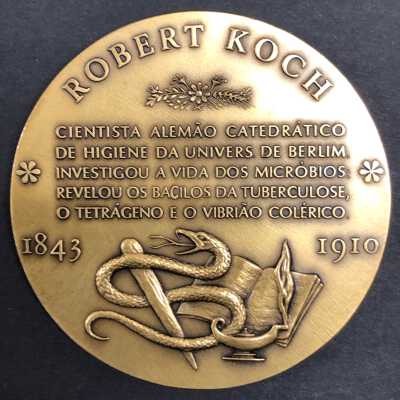 ROBERT KOCH
CIENTISTA ALEMÃO CATEDRÁTICO
DE HIGIENE DA UNIVERS DE BERLIM.
INVESTIGOU A VIDA DOS MICRÓBIOS.
REVELOU OS BACILOS DA TUBERCULOSE,
O TETRÁGENO E O VIBRIÃO COLÉRICO.
1843 1910